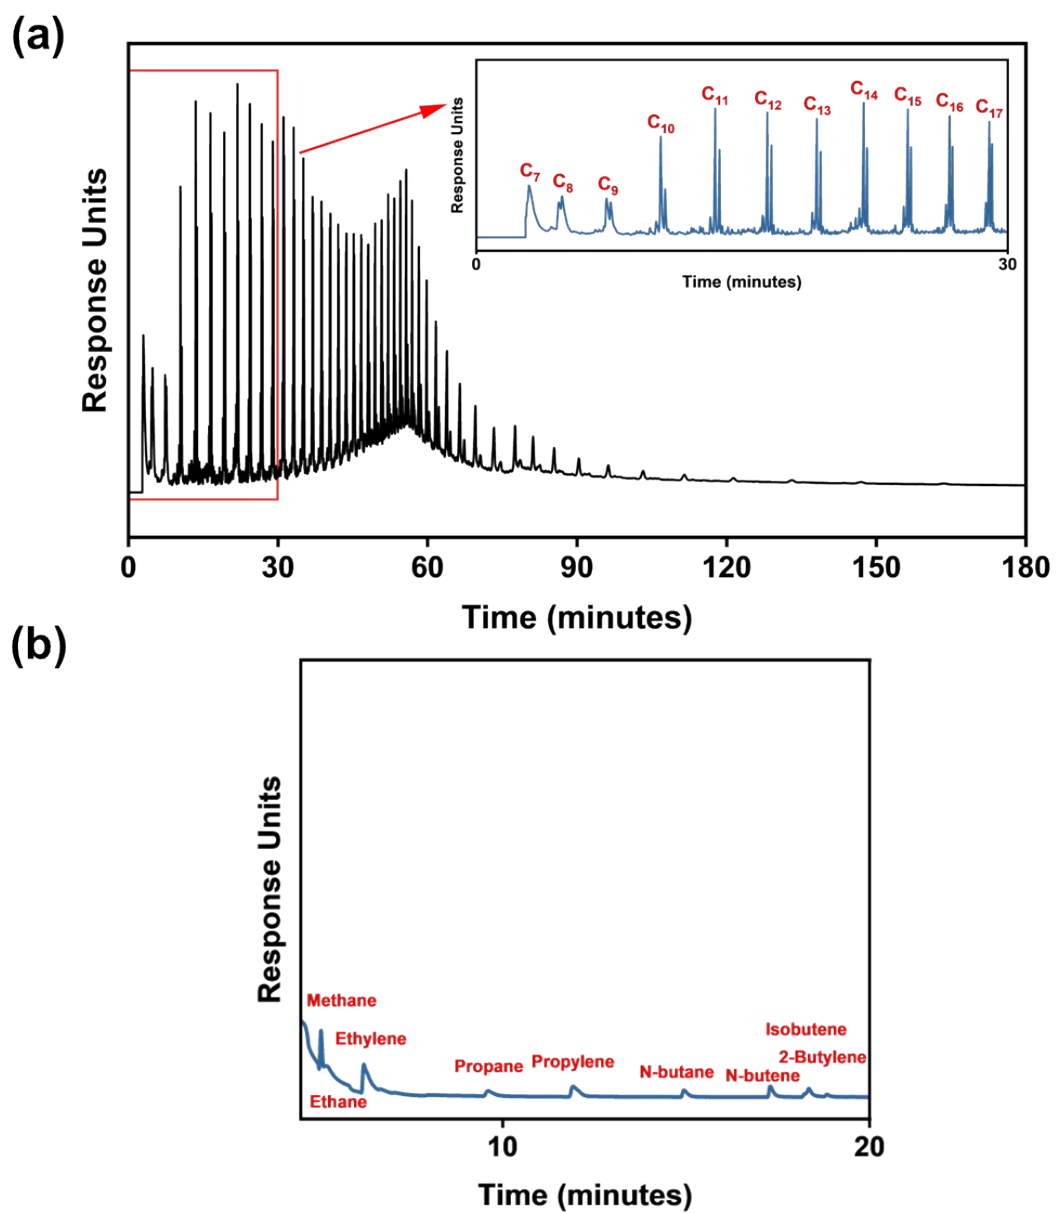 (a)
Response Units
Response Units
C7
C8
C9
C10
C11
C12
C13
C14
C15
C16
C17
0
30
Time (minutes)
0
30
60
90
120
150
180
Time (minutes)
(b)
Response Units
Methane
Ethylene
Ethane
Propane
Propylene
N-butane
N-butene
Isobutene
2-Butylene
10
20
Time (minutes)